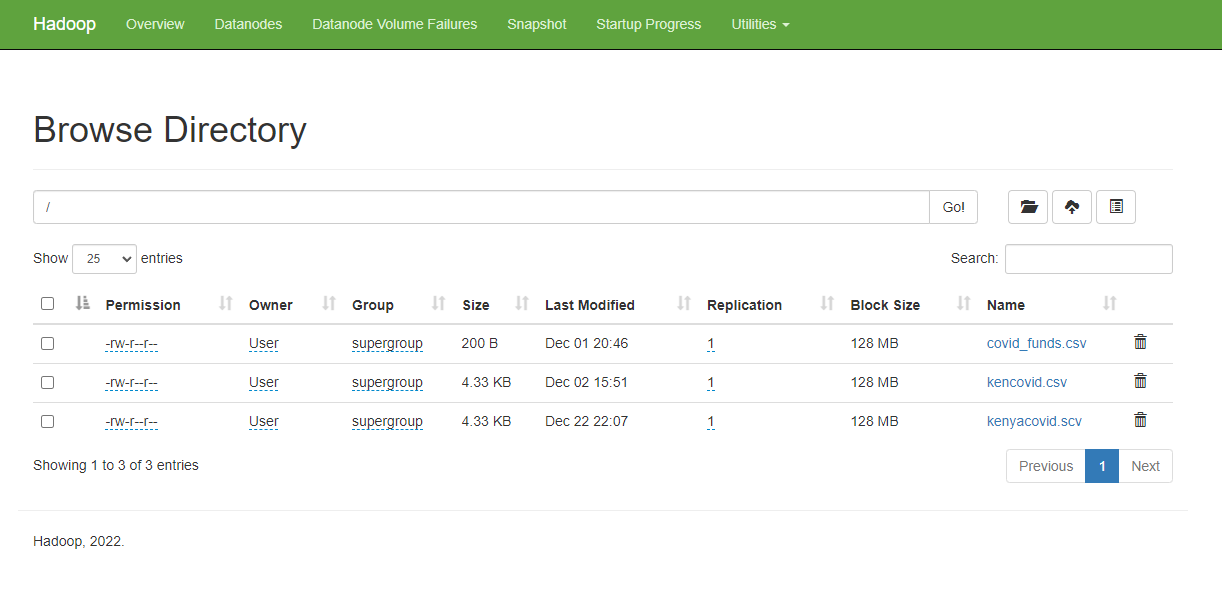 Hadoop Overview Datanodes Datanode Volume Failures Snapshot Startup Progress Utilities
Browse Directory
/ Go!
Show 25 entries Search:
Permission Owner Group Size Last Modified Replication Block Size Name
-rw-r--r-- User supergroup 200 B Dec 01 20:46 1 128 MB covid_funds.csv
-rw-r--r-- User supergroup 4.33 KB Dec 02 15:51 1 128 MB kencovid.csv
-rw-r--r-- User supergroup 4.33 KB Dec 22 22:07 1 128 MB kenyacovid.scv
Showing 1 to 3 of 3 entries Previous 1 Next
Hadoop, 2022.